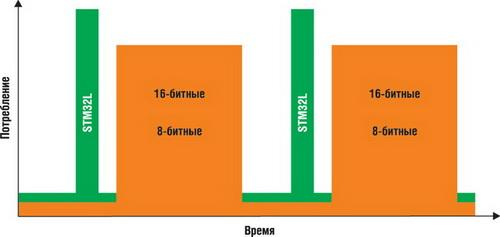 Потребление
STM32L
16-битные
8-битные
STM32L
16-битные
8-битные
Время